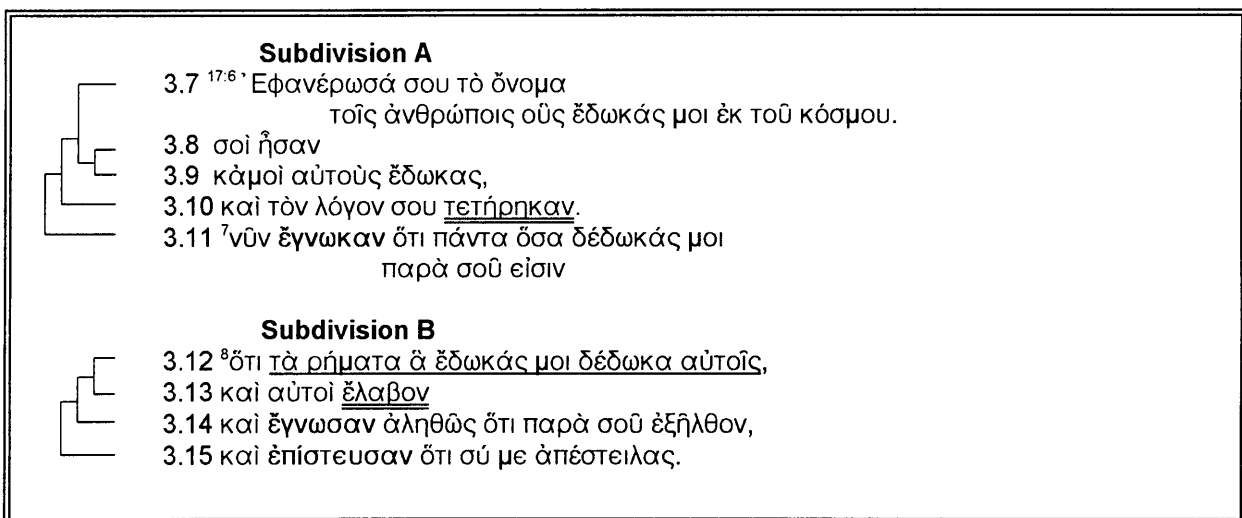 Subdivision A
3.7 17:6 ᾿Εφανέρωσά σου τὸ ὄνομα
τοῖς ἀνθρώποις οὓς ἔδωκάς μοι ἐκ τοῦ κόσμου.
3.8 σοὶ ἦσαν
3.9 κἀμοὶ αὐτοὺς ἔδωκας,
3.10 καὶ τὸν λόγον σου τετήρηκαν.
3.11 7νῦν ἔγνωκαν ὅτι πάντα ὅσα δέδωκάς μοι
παρὰ σοῦ εἰσιν
Subdivision B
3.12 8ὅτι τὰ ρήματα ἃ ἔδωκάς μοι δέδωκα αὐτοῖς,
3.13 καὶ αὐτοὶ ἔλαβον
3.14 καὶ ἔγνωσαν ἀληθῶς ὅτι παρὰ σοῦ ἐξῆλθον,
3.15 καὶ ἐπίστευσαν ὅτι σύ με ἀπέστειλας.